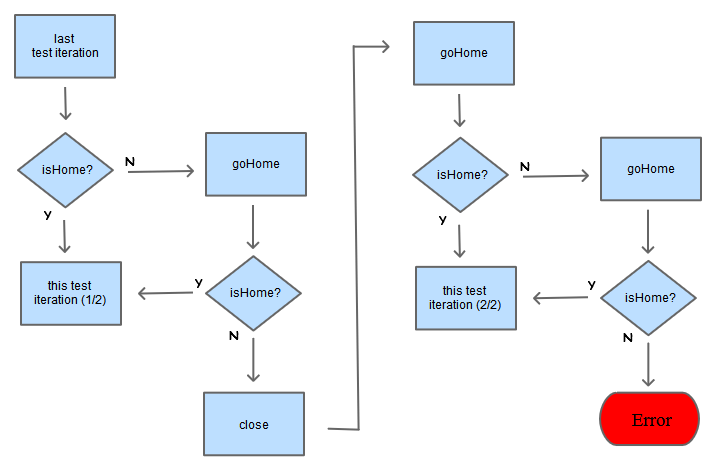 last
test iteration
isHome?
N
goHome
Y
this test
iteration (1/2)
Y
isHome?
N
close
goHome
isHome?
N
goHome
Y
this test
iteration (2/2)
Y
isHome?
N
Error